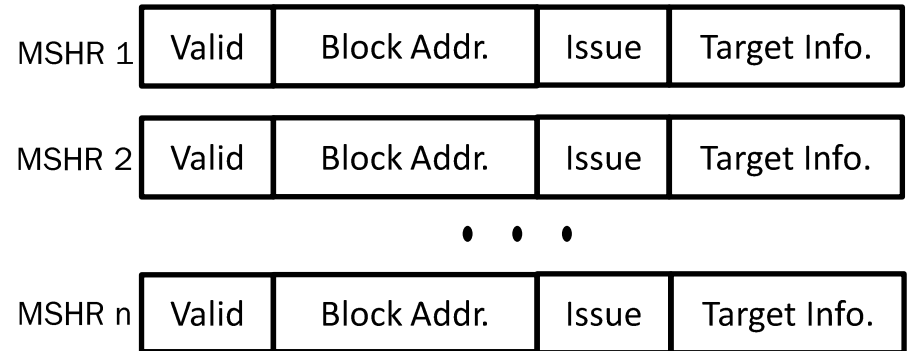 MSHR 1 Valid Block Addr. Issue Target Info.
MSHR 2 Valid Block Addr. Issue Target Info.
• • •
MSHR n Valid Block Addr. Issue Target Info.